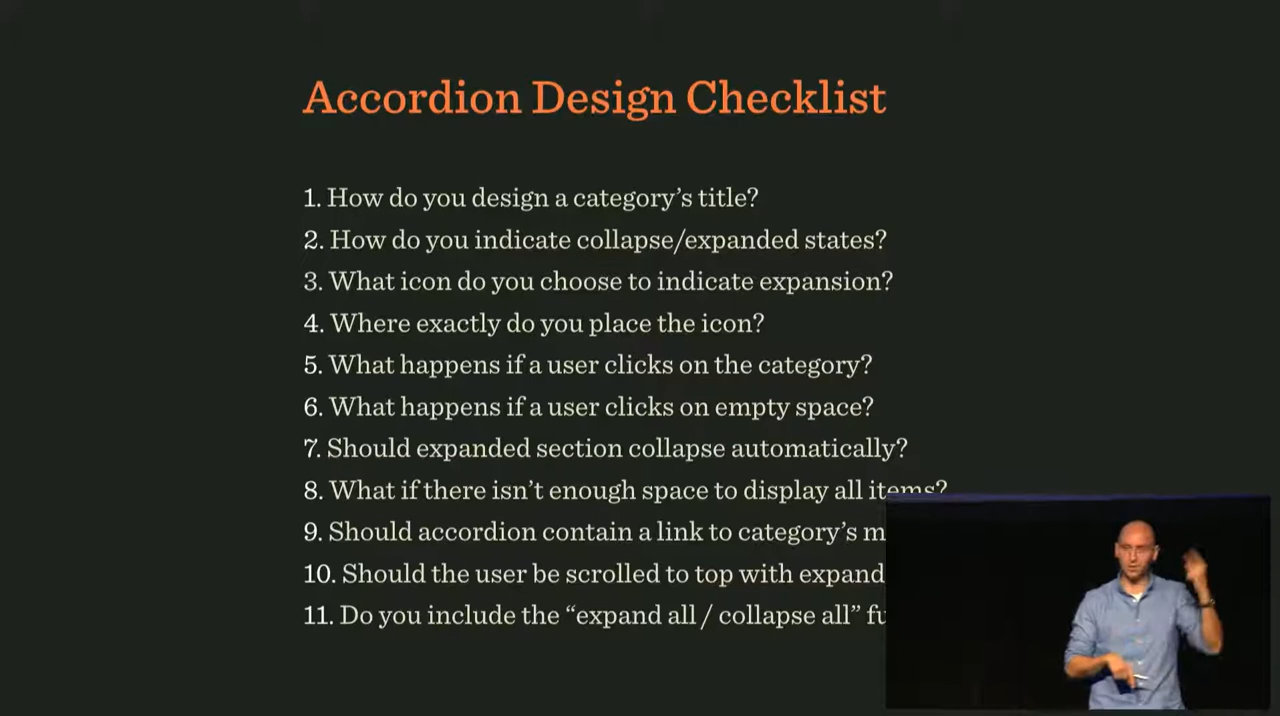 Accordion Design Checklist
1. How do you design a category's title?
2. How do you indicate collapse/expanded states?
3. What icon do you choose to indicate expansion?
4. Where exactly do you place the icon?
5. What happens if a user clicks on the category?
6. What happens if a user clicks on empty space?
7. Should expanded section collapse automatically?
8. What if there isn't enough space to display all items?
9. Should accordion contain a link to category's
10. Should the user be scrolled to top with
11. Do you include the “expand all / collapse all”